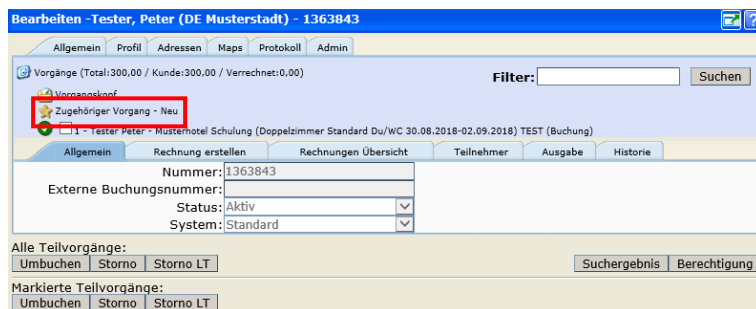 Bearbeiten -Tester, Peter (DE Musterstadt) - 1363843
Allgemein Profil Adressen Maps Protokoll Admin
Vorgänge (Total:300,00 / Kunde:300,00 / Verrechnet:0,00) Filter: Suchen
Vorgangskopf
Zugehöriger Vorgang - Neu
1 - Tester Peter - Musterhotel Schulung (Doppelzimmer Standard Du/WC 30.08.2018-02.09.2018) TEST (Buchung)
Allgemein Rechnung erstellen Rechnungen Übersicht Teilnehmer Ausgabe Historie
Nummer: 1363843
Externe Buchungsnummer:
Status: Aktiv
System: Standard
Alle Teilvorgänge:
Umbuchen Storno Storno LT Suchergebnis Berechtigung
Markierte Teilvorgänge:
Umbuchen Storno Storno LT